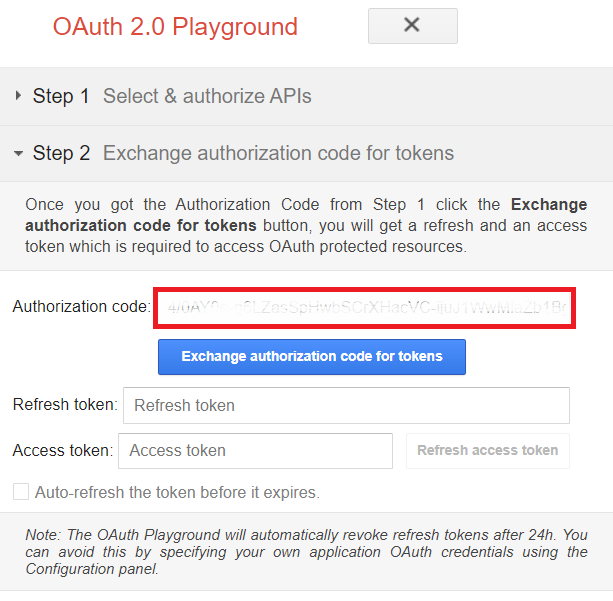 OAuth 2.0 Playground
Step 1 Select & authorize APIs
Step 2 Exchange authorization code for tokens
Once you got the Authorization Code from Step 1 click the Exchange
authorization code for tokens button, you will get a refresh and an access
token which is required to access OAuth protected resources.
Authorization code:
Exchange authorization code for tokens
Refresh token: Refresh token
Access token: Access token Refresh access token
Auto-refresh the token before it expires.
Note: The OAuth Playground will automatically revoke refresh tokens after 24h. You
can avoid this by specifying your own application OAuth credentials using the
Configuration panel.